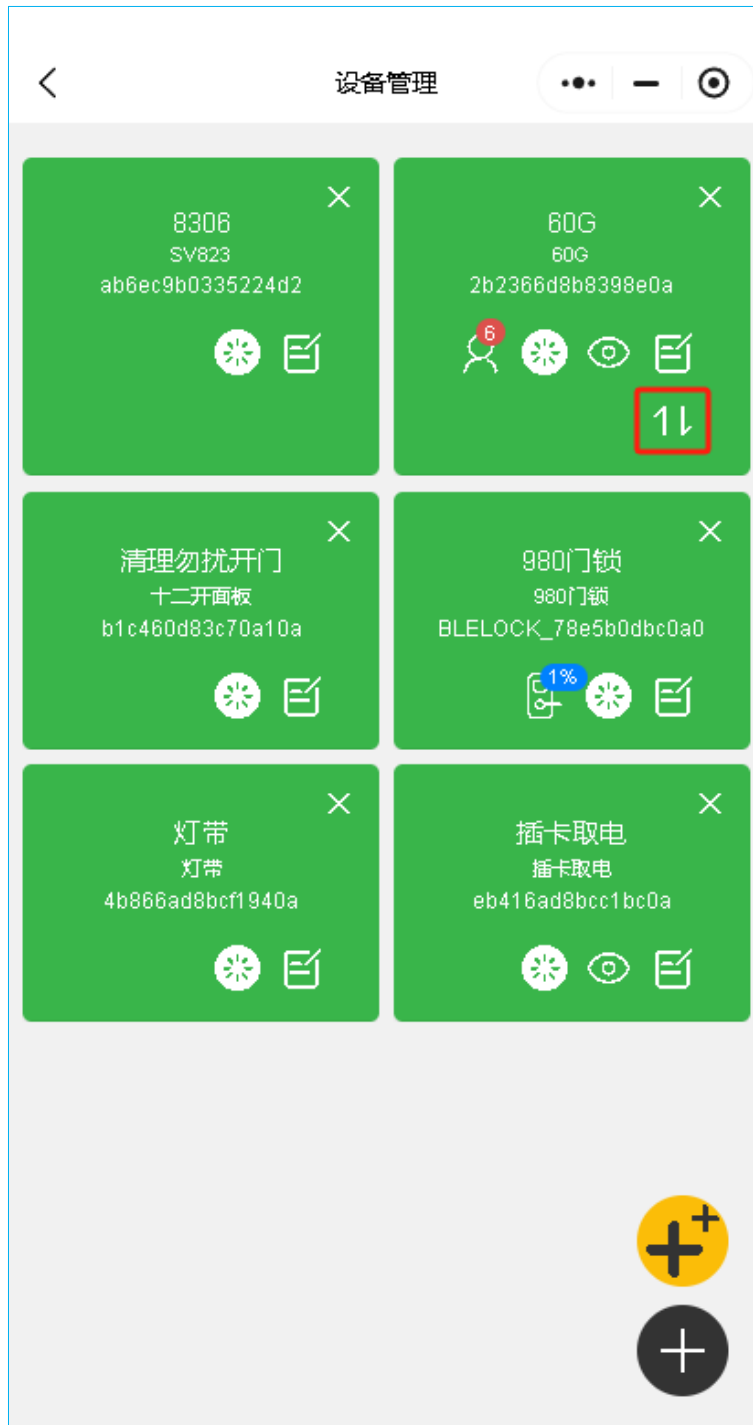 设备管理
8306
SV823
ab6ec9b0335224d2
60G
60G
2b2366d8b8398e0a
6
清理勿扰开门
十二开面板
b1c460d83c70a10a
980门锁
980门锁
BLELOCK_78e5b0dbc0a0
1%
灯带
灯带
4b866ad8bcf1940a
插卡取电
插卡取电
eb416ad8bcc1bc0a